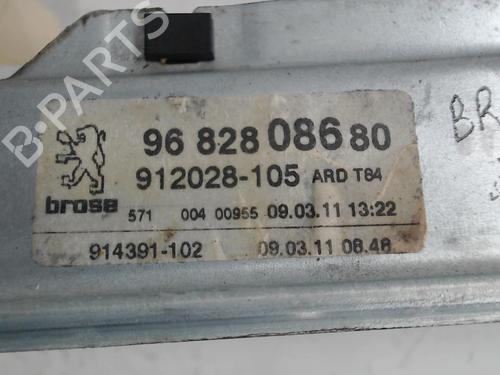 B-PARTS
96 828 086 80
912028-105 ARD T84
brose 571 004 00955 09.03.11 13:22
914391-102 09.03.11 08.48
BR